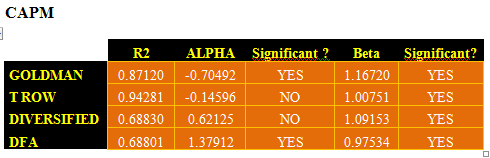 CAPM
R2 ALPHA Significant ? Beta Significant?
GOLDMAN 0.87120 -0.70492 YES 1.16720 YES
T ROW 0.94281 -0.14596 NO 1.00751 YES
DIVERSIFIED 0.68830 0.62125 NO 1.09153 YES
DFA 0.68801 1.37912 YES 0.97534 YES